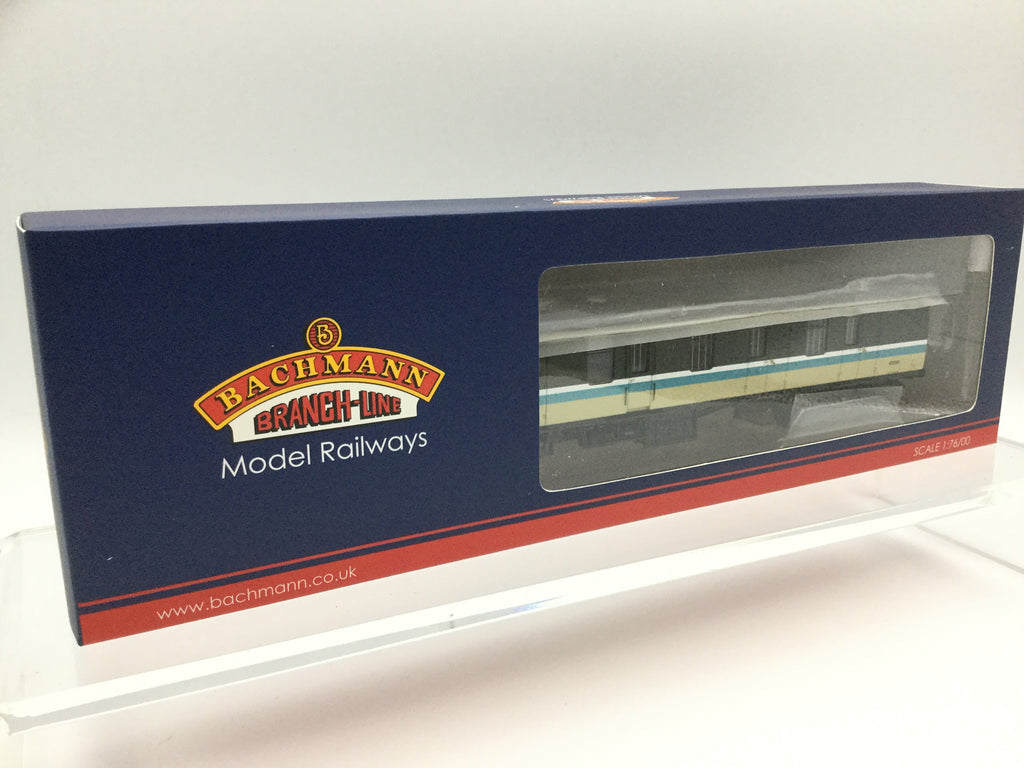 B
BACHMANN
BRANCH-LINE
Model Railways
www.bachmann.co.uk
SCALE 1:76/00